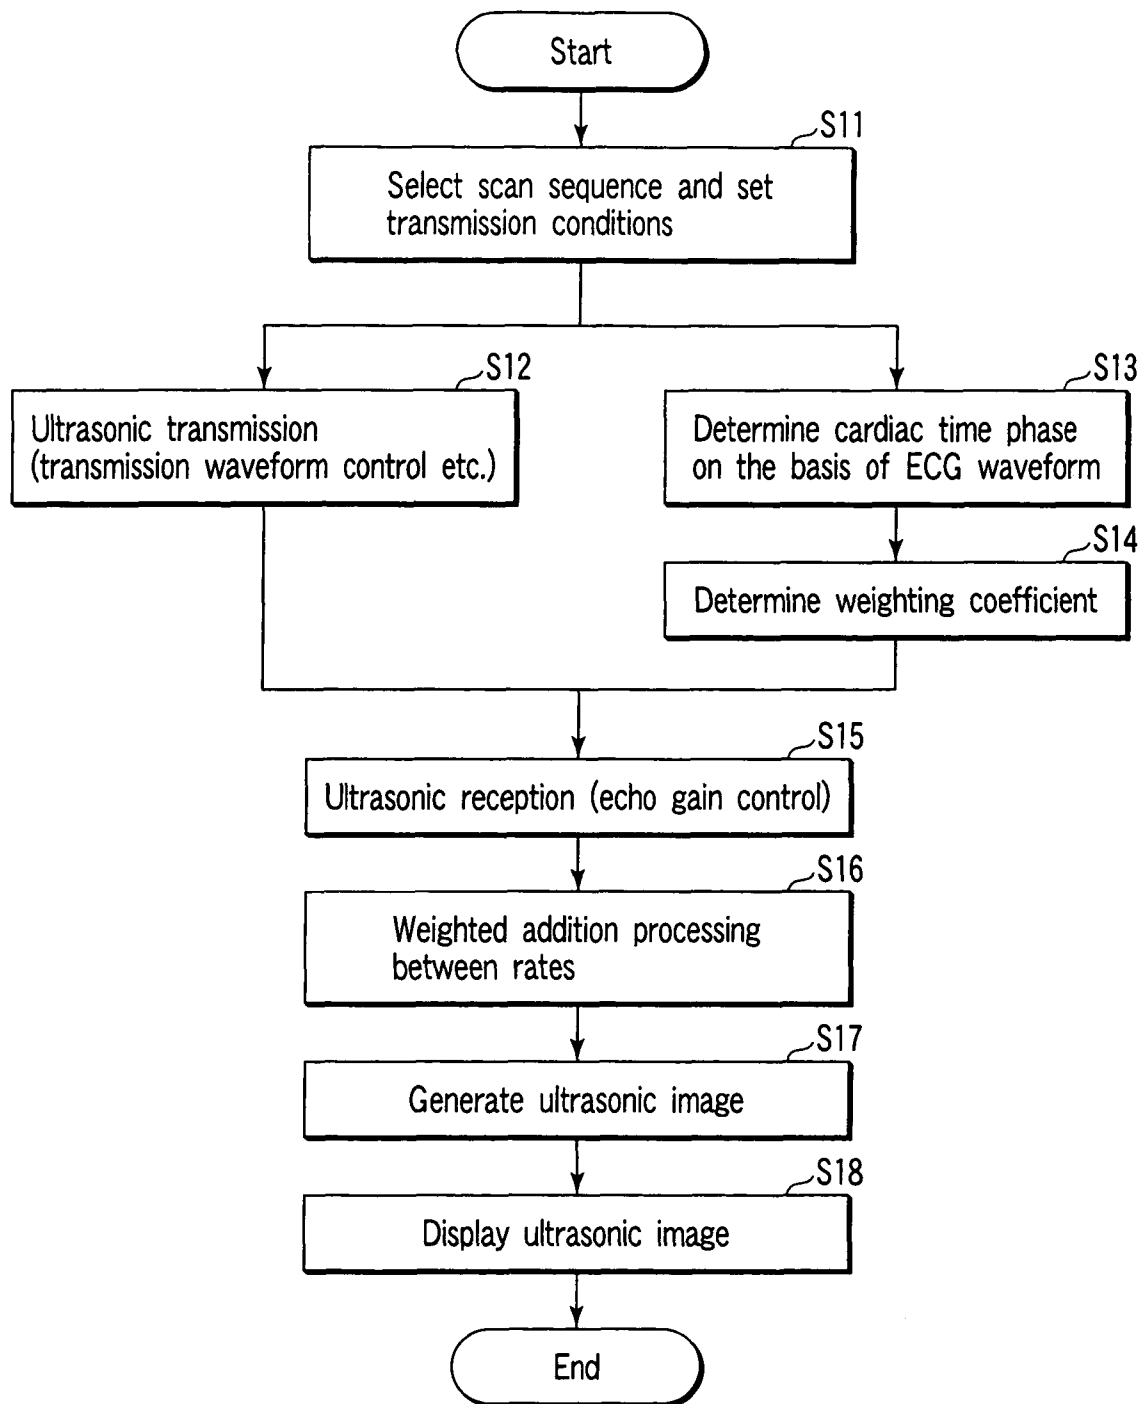 Start
S11
Select scan sequence and set
transmission conditions
S12
Ultrasonic transmission
(transmission waveform control etc.)
S13
Determine cardiac time phase
on the basis of ECG waveform
S14
Determine weighting coefficient
S15
Ultrasonic reception (echo gain control)
S16
Weighted addition processing
between rates
S17
Generate ultrasonic image
S18
Display ultrasonic image
End